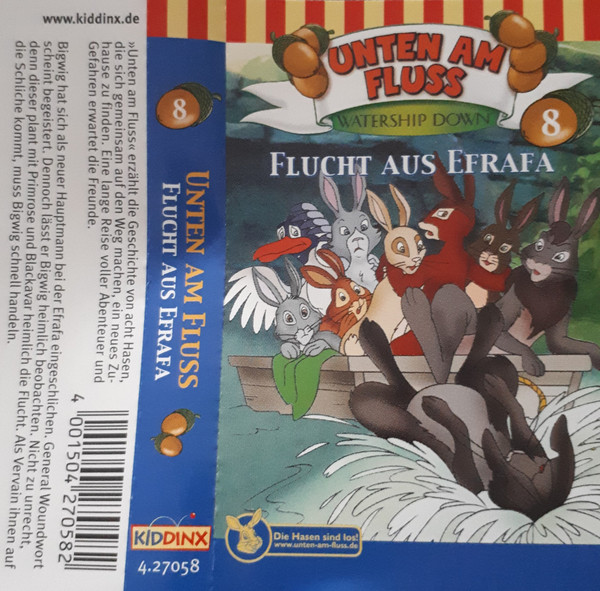 www.kiddinx.de
»Unten am Fluss« erzählt die Geschichte von acht Hasen,
die sich gemeinsam auf den Weg machen, ein neues Zu-
hause zu finden. Eine lange Reise voller Abenteuer und
Gefahren erwartet die Freunde.
Bigwig hat sich als neuer Hauptmann bei der Efrafa eingeschlichen. General Woundwort
scheint begeistert. Dennoch lässt er Bigwig heimlich beobachten. Nicht zu unrecht,
denn dieser plant mit Primrose und Blackavar heimlich die Flucht. Als Vervain ihnen auf
die Schliche kommt, muss Bigwig schnell handeln.
4 001504 270582
8
UNTEN AM FLUSS
FLUCHT AUS EFRAFA
KIDDINX
4.27058
UNTEN AM
FLUSS
WATERSHIP DOWN
8
FLUCHT AUS EFRAFA
Die Hasen sind los!
www.unten-am-fluss.de